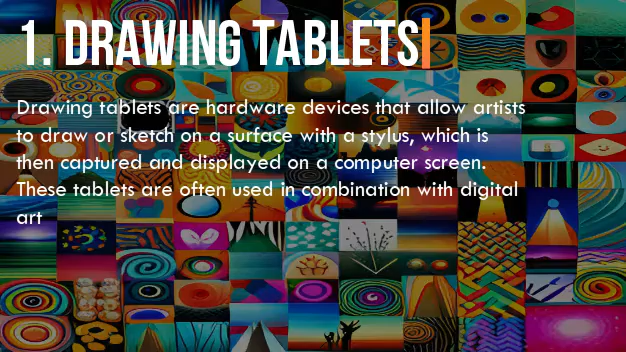 1. DRAWING TABLETS
Drawing tablets are hardware devices that allow artists
to draw or sketch on a surface with a stylus, which is
then captured and displayed on a computer screen.
These tablets are often used in combination with digital
art